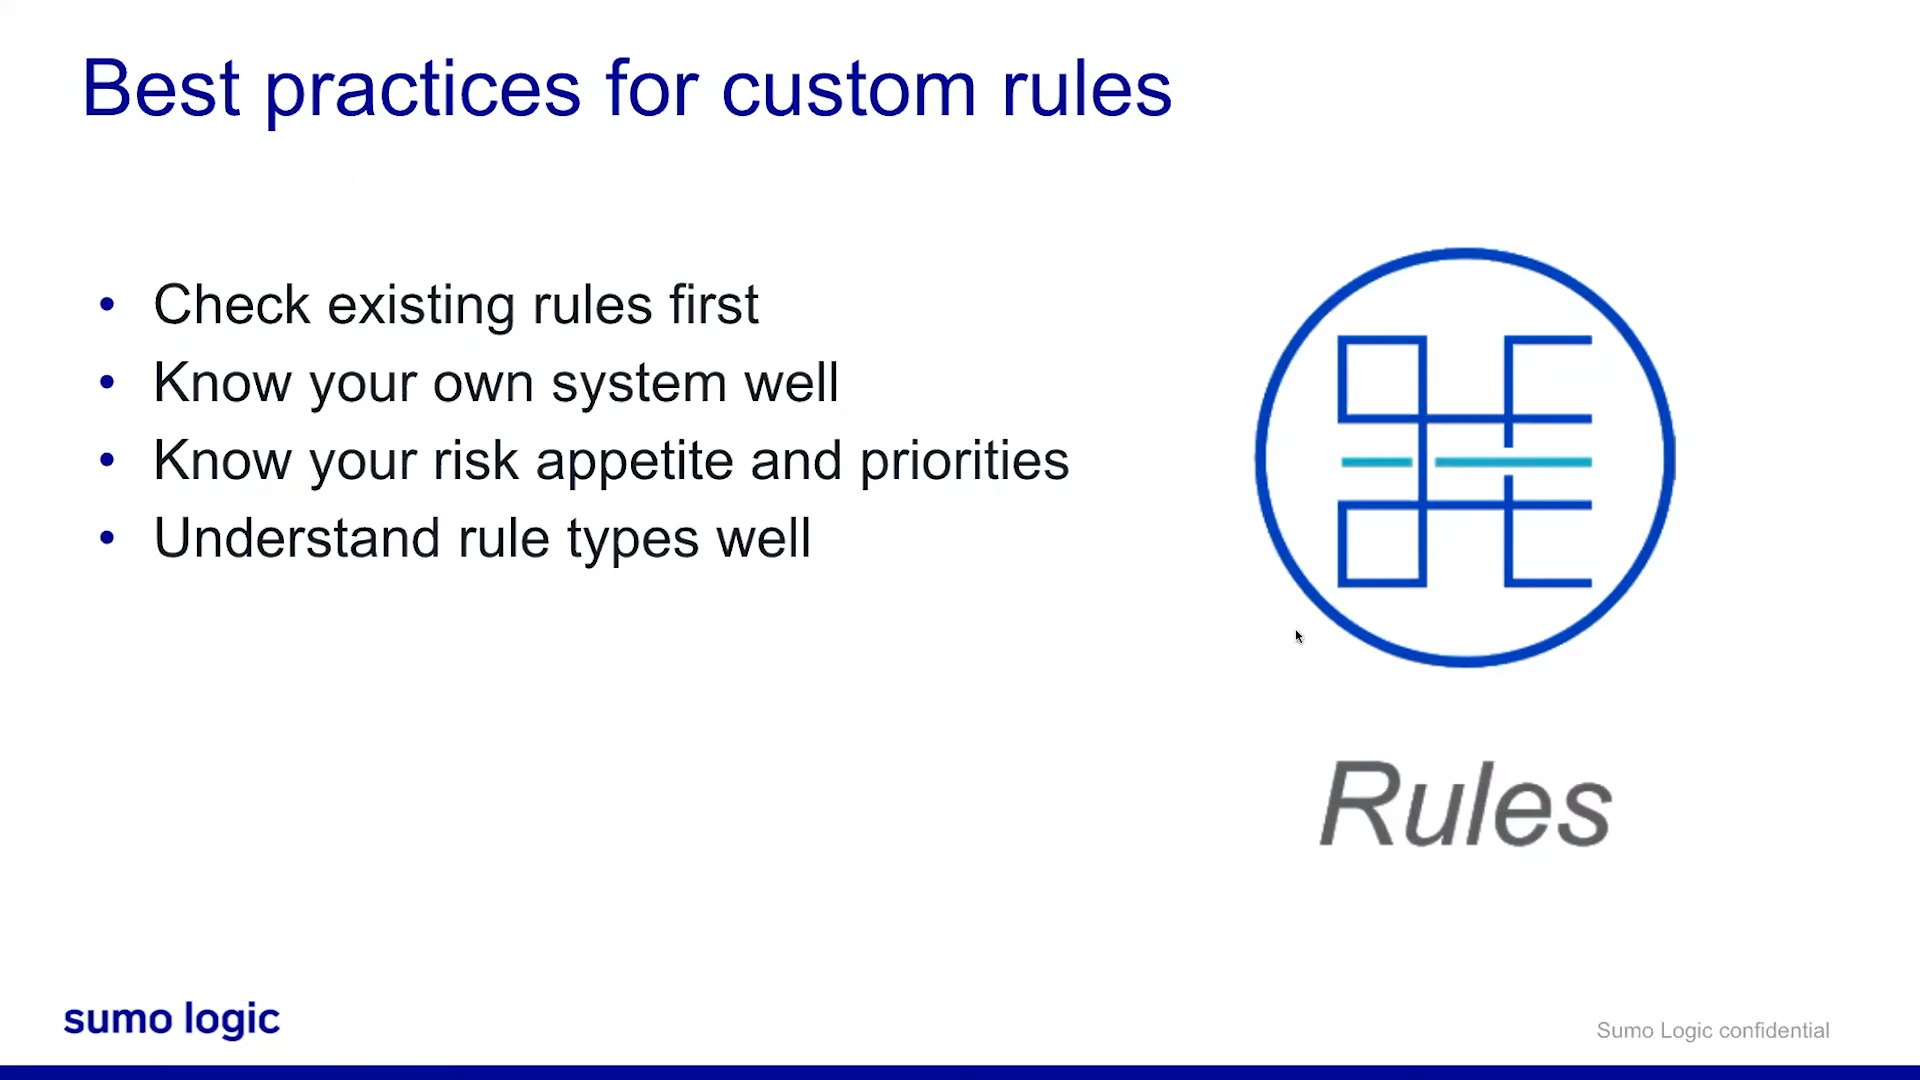 Best practices for custom rules
• Check existing rules first
• Know your own system well
• Know your risk appetite and priorities
• Understand rule types well
Rules
sumo logic
Sumo Logic confidential